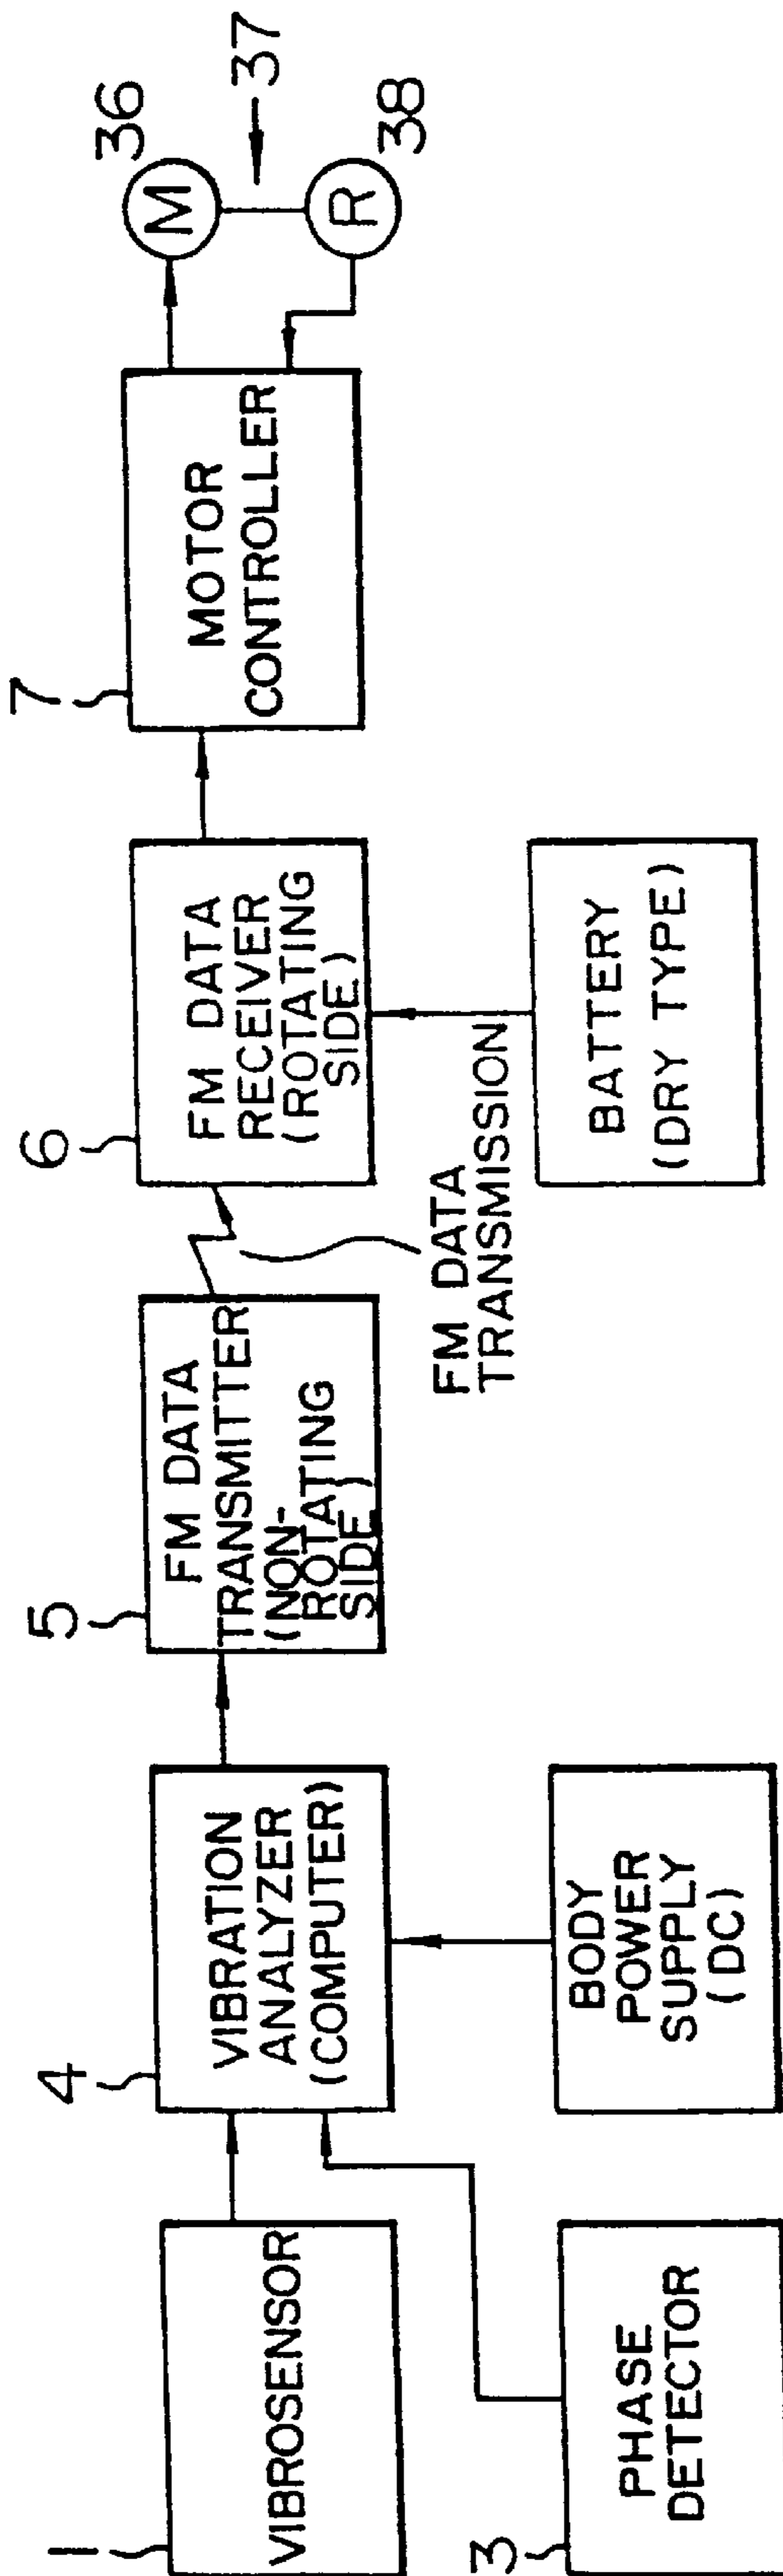 1
VIBROSENSOR
3
PHASE
DETECTOR
4
VIBRATION
ANALYZER
(COMPUTER)
BODY
POWER
SUPPLY
(DC)
5
FM DATA
TRANSMITTER
(NON-
ROTATING
SIDE)
FM DATA
TRANSMISSION
6
FM DATA
RECEIVER
(ROTATING
SIDE)
BATTERY
(DRY TYPE)
7
MOTOR
CONTROLLER
M
36
37
R
38